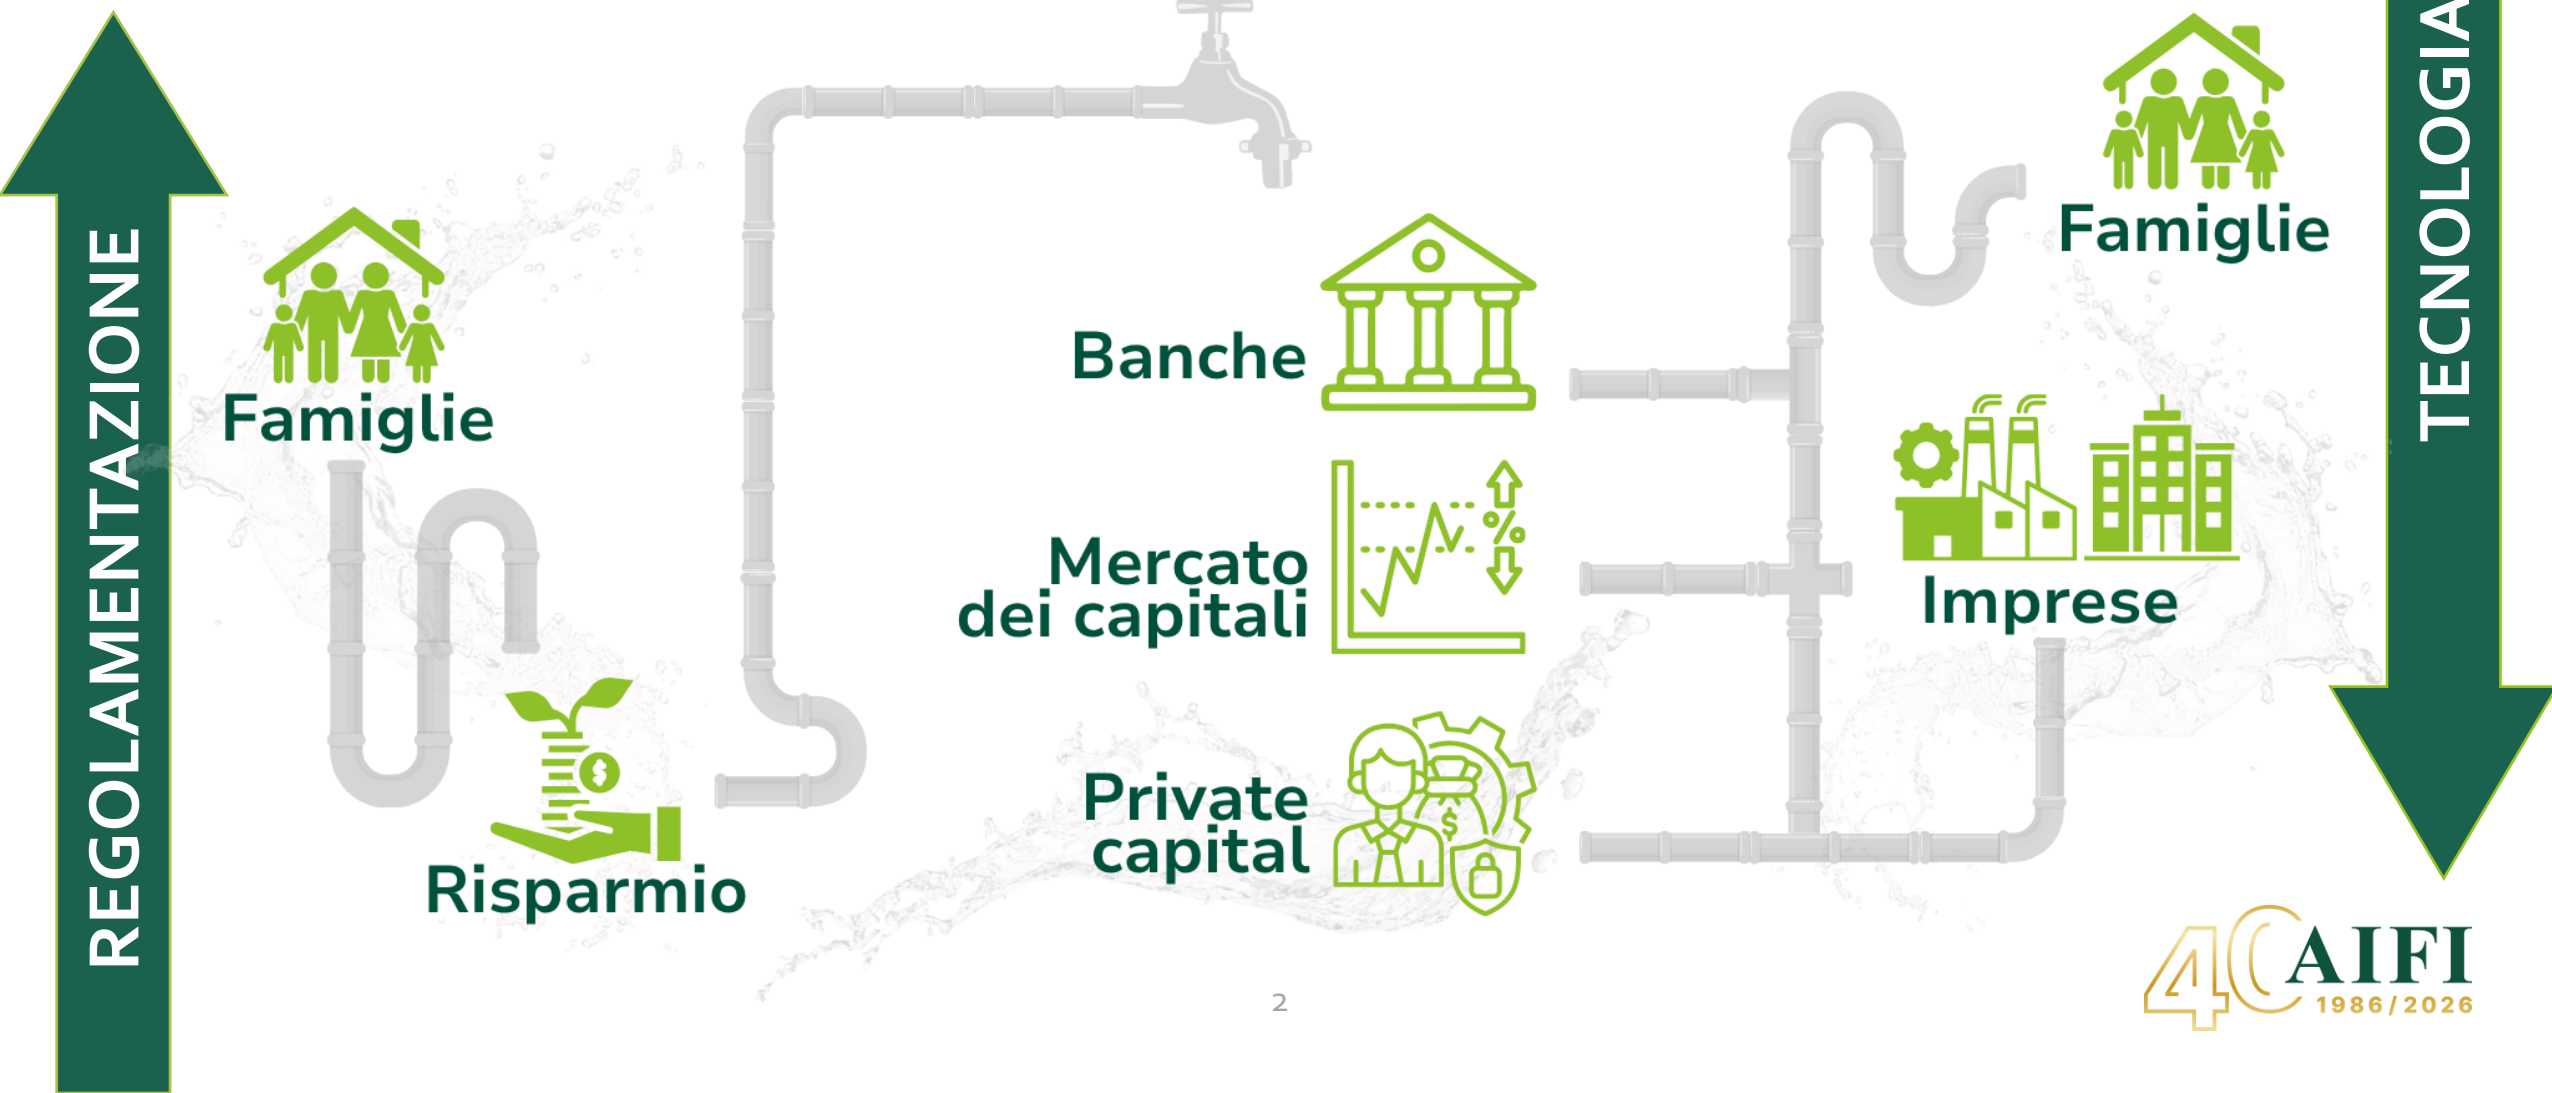 REGOLAMENTAZIONE
Famiglie
Risparmio
Banche
Mercato
dei capitali
$
%
Private
capital
$
Famiglie
Imprese
TECNOLOGIA
2
40 AIFI
1986/2026